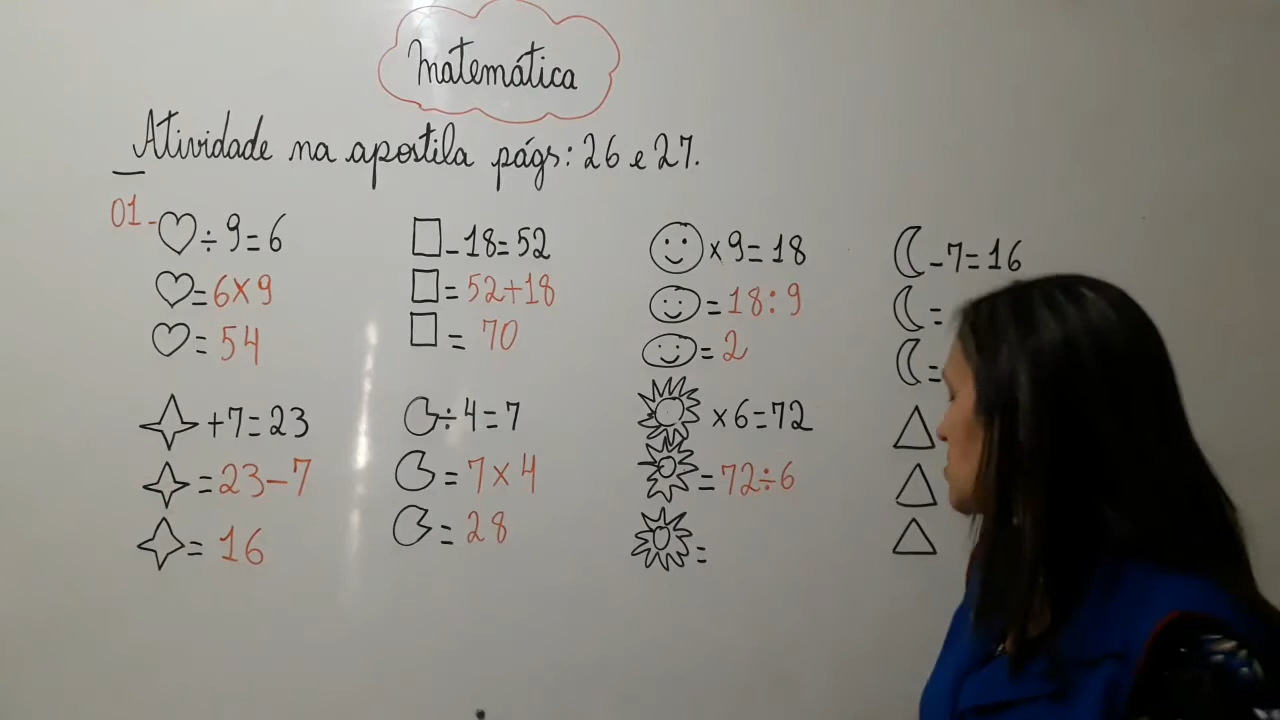 Matemática
Atividade na apostila págs: 26 e 27.
01- ♡ ÷ 9 = 6
♡ = 6 x 9
♡ = 54
□ - 18 = 52
□ = 52 + 18
□ = 70
☺ x 9 = 18
☺ = 18 : 9
☺ = 2
☾ - 7 = 16
☾ =
☾ =
✧ + 7 = 23
✧ = 23 - 7
✧ = 16
÷ 4 = 7
= 7 x 4
= 28
☼ x 6 = 72
☼ = 72 ÷ 6
☼ =
△
△
△